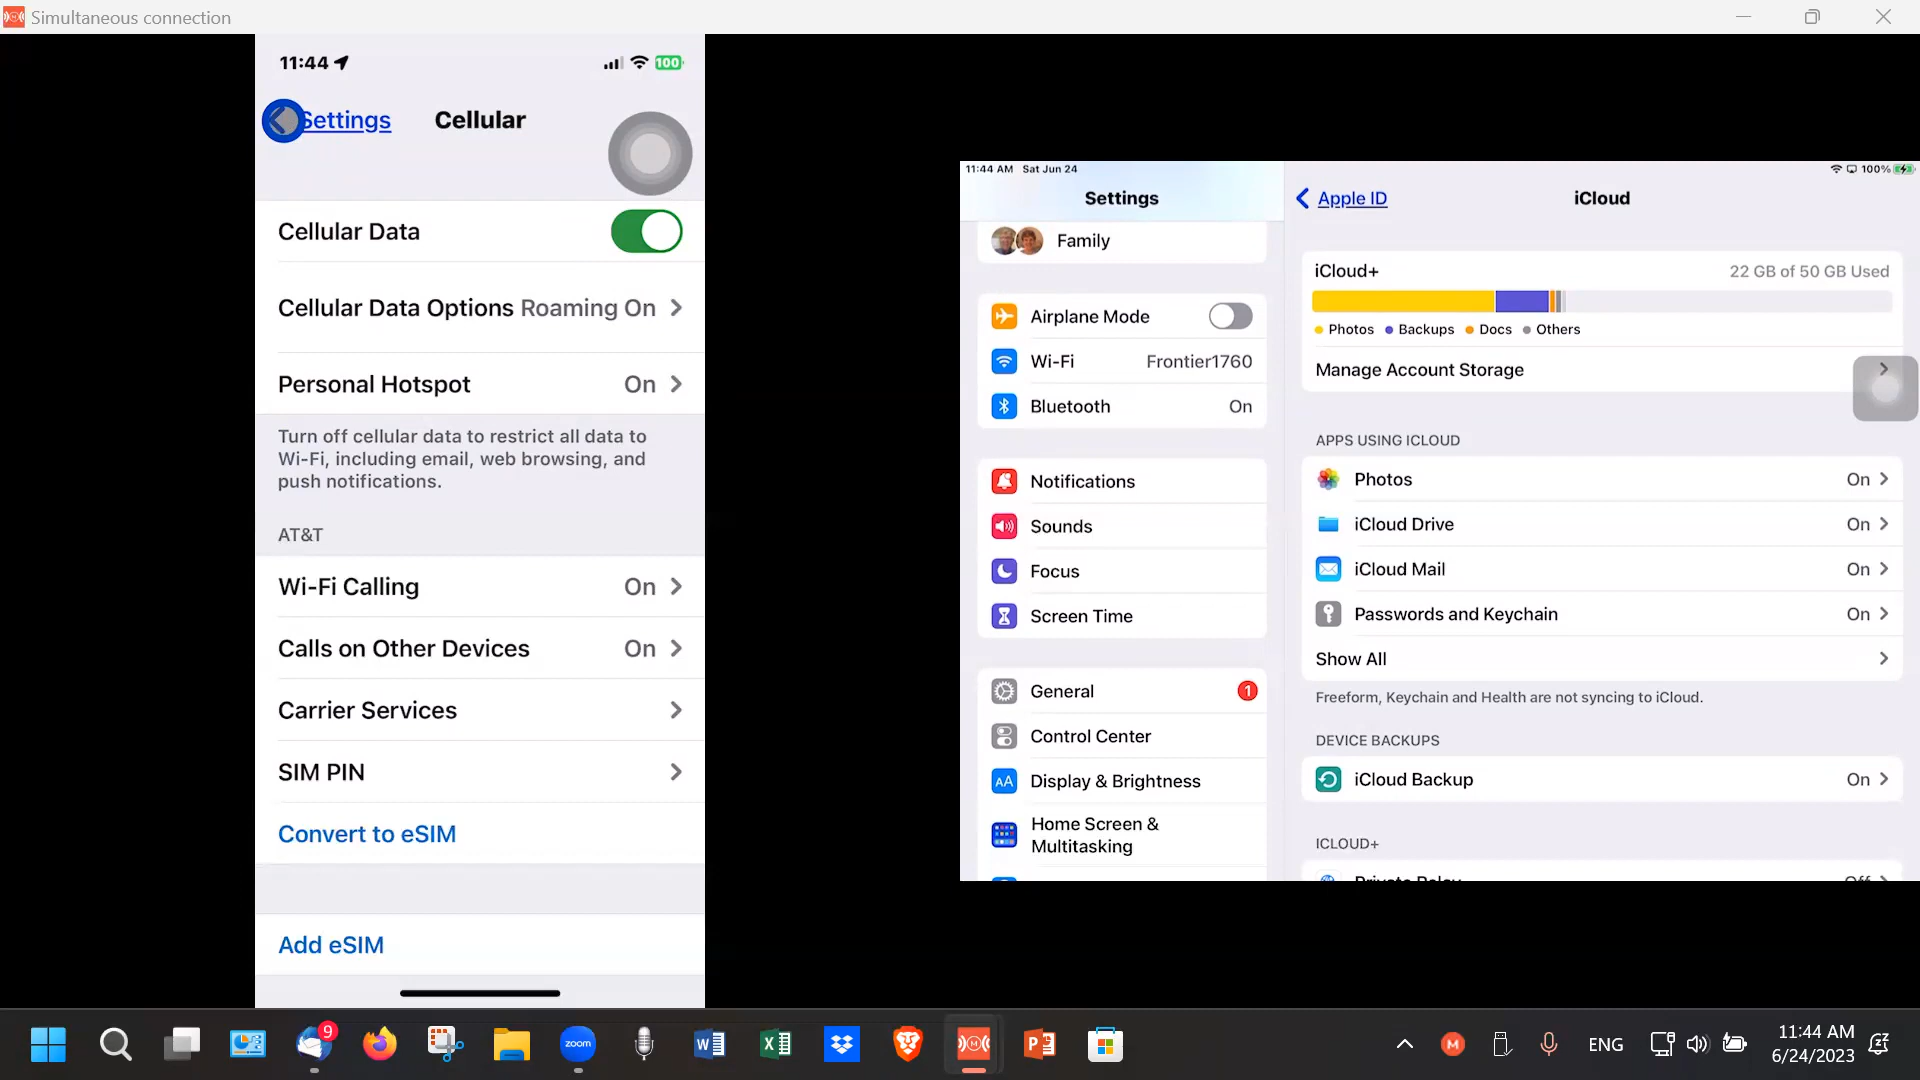 Simultaneous connection
11:44
100
Settings
Cellular
Cellular Data
Cellular Data Options Roaming On
Personal Hotspot On
Turn off cellular data to restrict all data to
Wi-Fi, including email, web browsing, and
push notifications.
AT&T
Wi-Fi Calling On
Calls on Other Devices On
Carrier Services
SIM PIN
Convert to eSIM
Add eSIM
11:44 AM Sat Jun 24
100%
Settings
Family
Airplane Mode
Wi-Fi Frontier1760
Bluetooth On
Notifications
Sounds
Focus
Screen Time
General 1
Control Center
AA Display & Brightness
Home Screen &
Multitasking
Apple ID
iCloud
iCloud+ 22 GB of 50 GB Used
Photos Backups Docs Others
Manage Account Storage
APPS USING ICLOUD
Photos On
iCloud Drive On
iCloud Mail On
Passwords and Keychain On
Show All
Freeform, Keychain and Health are not syncing to iCloud.
DEVICE BACKUPS
iCloud Backup On
ICLOUD+
Private Relay Off
9
zoom
W
X
M
P
M
ENG
11:44 AM
6/24/2023